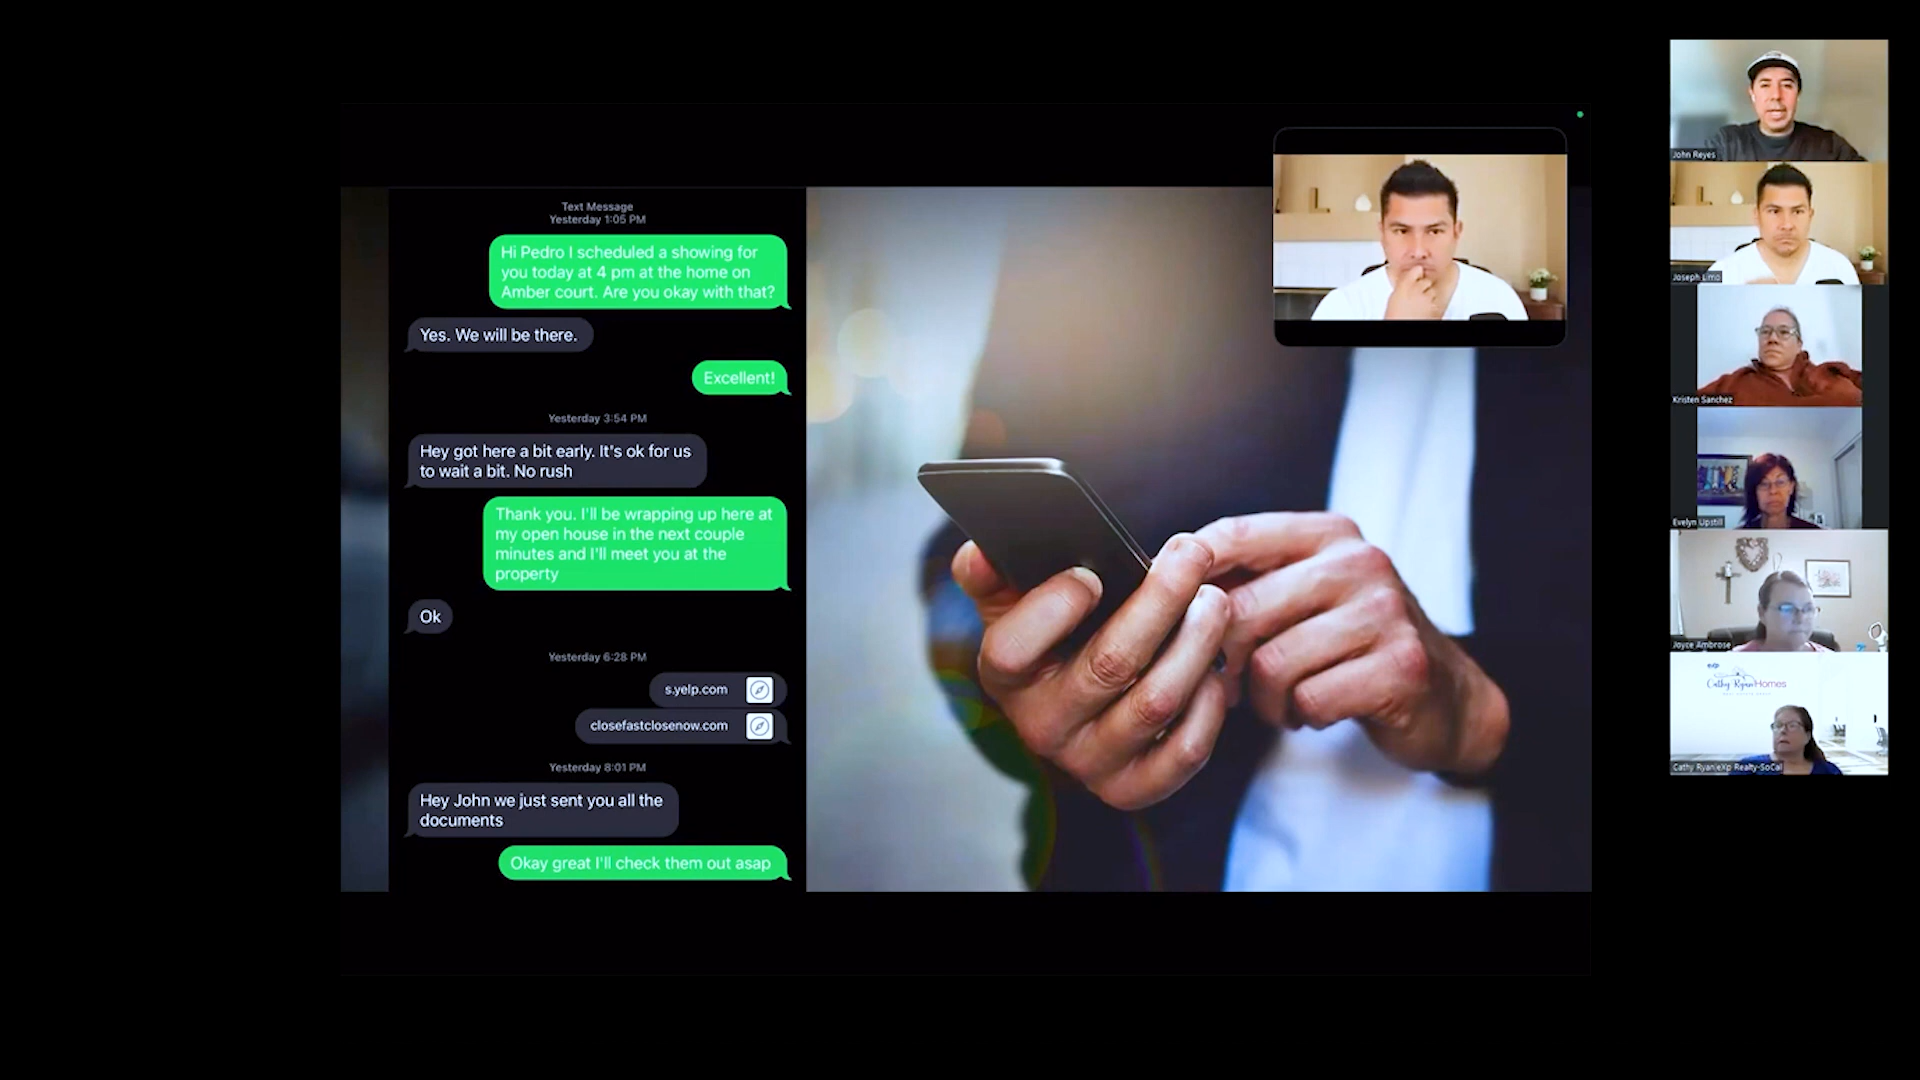 Text Message
Yesterday 1:05 PM
Hi Pedro I scheduled a showing for
you today at 4 pm at the home on
Amber court. Are you okay with that?
Yes. We will be there.
Excellent!
Yesterday 3:54 PM
Hey got here a bit early. It's ok for us
to wait a bit. No rush
Thank you. I'll be wrapping up here at
my open house in the next couple
minutes and I'll meet you at the
property
Ok
Yesterday 6:28 PM
s.yelp.com
closefastclosenow.com
Yesterday 8:01 PM
Hey John we just sent you all the
documents
Okay great I'll check them out asap
John Reyes
Joseph Limo
Kristen Sanchez
Evelyn Upstill
Joyce Ambrose
exp
Cathy Ryan Homes
Cathy Ryan eXp Realty-SoCal